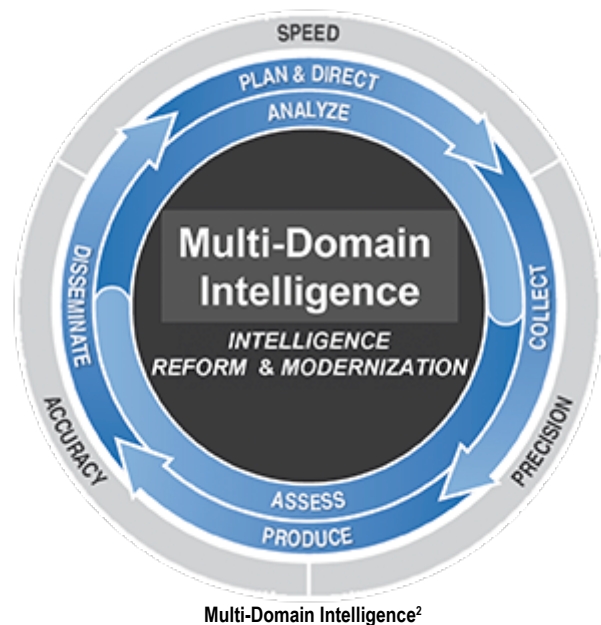 SPEED
PLAN & DIRECT
ANALYZE
Multi-Domain
Intelligence
INTELLIGENCE
REFORM & MODERNIZATION
DISSEMINATE
COLLECT
ACCURACY
PRECISION
ASSESS
PRODUCE
Multi-Domain Intelligence²